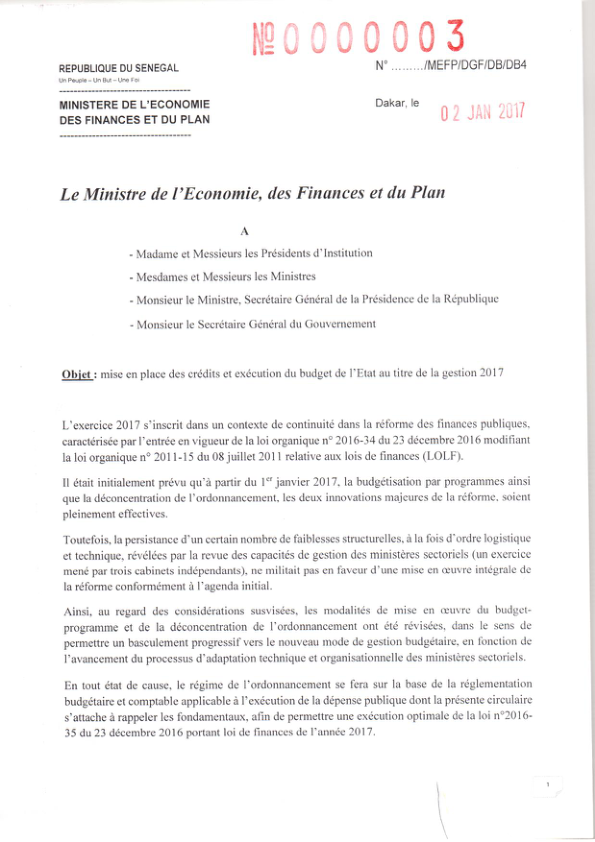 № 0000003
REPUBLIQUE DU SENEGAL
N° ........./MEFP/DGF/DB/DB4
Un Peuple – Un But – Une Foi
------------------------------------
MINISTERE DE L'ECONOMIE
DES FINANCES ET DU PLAN
------------------------------------
Dakar, le 02 JAN 2017
Le Ministre de l'Economie, des Finances et du Plan
A
- Madame et Messieurs les Présidents d'Institution
- Mesdames et Messieurs les Ministres
- Monsieur le Ministre, Secrétaire Général de la Présidence de la République
- Monsieur le Secrétaire Général du Gouvernement
Objet : mise en place des crédits et exécution du budget de l'Etat au titre de la gestion 2017
L'exercice 2017 s'inscrit dans un contexte de continuité dans la réforme des finances publiques,
caractérisée par l'entrée en vigueur de la loi organique n° 2016-34 du 23 décembre 2016 modifiant
la loi organique n° 2011-15 du 08 juillet 2011 relative aux lois de finances (LOLF).
Il était initialement prévu qu'à partir du 1er janvier 2017, la budgétisation par programmes ainsi
que la déconcentration de l'ordonnancement, les deux innovations majeures de la réforme, soient
pleinement effectives.
Toutefois, la persistance d'un certain nombre de faiblesses structurelles, à la fois d'ordre logistique
et technique, révélées par la revue des capacités de gestion des ministères sectoriels (un exercice
mené par trois cabinets indépendants), ne militait pas en faveur d'une mise en œuvre intégrale de
la réforme conformément à l'agenda initial.
Ainsi, au regard des considérations susvisées, les modalités de mise en œuvre du budget-
programme et de la déconcentration de l'ordonnancement ont été révisées, dans le sens de
permettre un basculement progressif vers le nouveau mode de gestion budgétaire, en fonction de
l'avancement du processus d'adaptation technique et organisationnelle des ministères sectoriels.
En tout état de cause, le régime de l'ordonnancement se fera sur la base de la réglementation
budgétaire et comptable applicable à l'exécution de la dépense publique dont la présente circulaire
s'attache à rappeler les fondamentaux, afin de permettre une exécution optimale de la loi n°2016-
35 du 23 décembre 2016 portant loi de finances de l'année 2017.
1